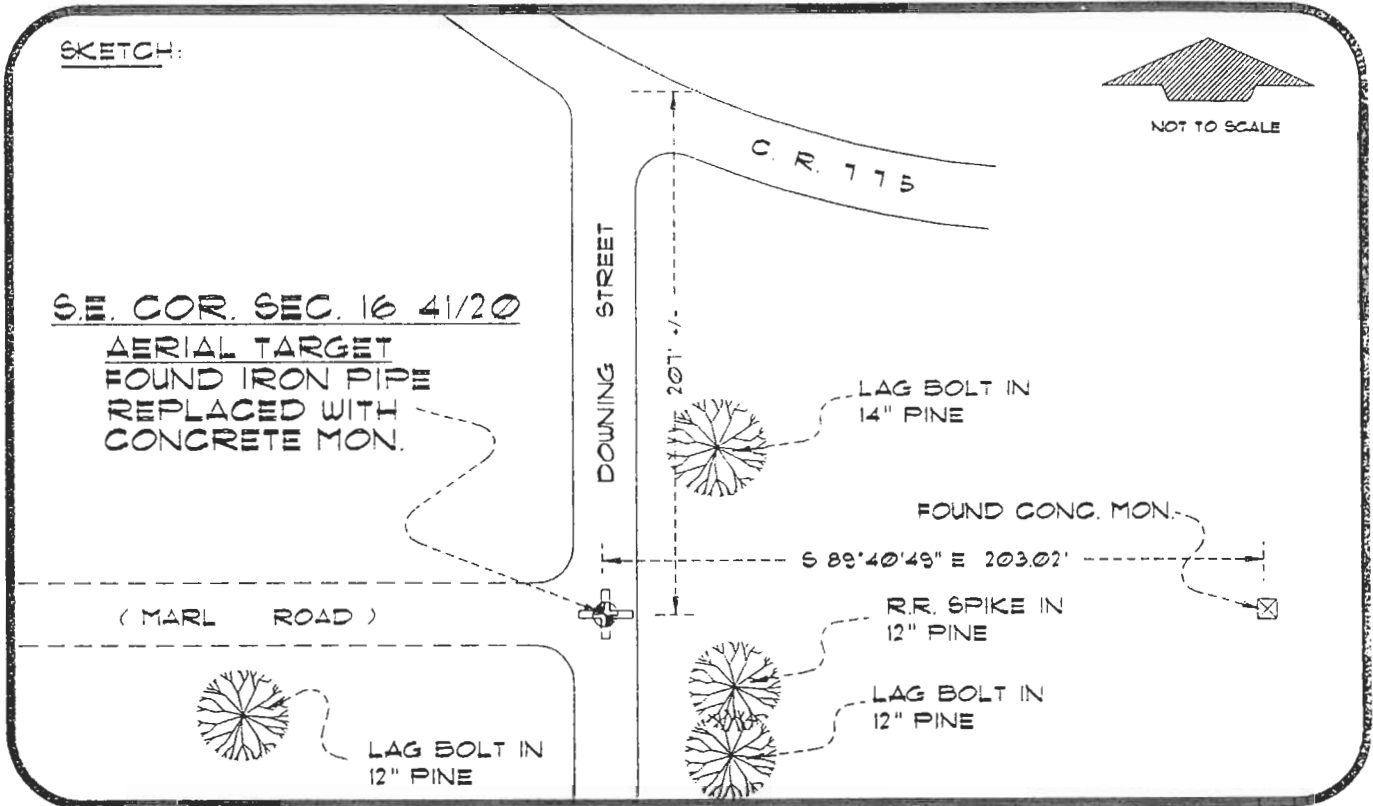 SKETCH:
NOT TO SCALE
C. R. 775
DOWNING STREET
S.E. COR. SEC. 16 41/20
AERIAL TARGET
FOUND IRON PIPE
REPLACED WITH
CONCRETE MON.
207' +/-
LAG BOLT IN
14" PINE
FOUND CONC. MON.
S 89°40'49" E 203.02'
(MARL ROAD)
R.R. SPIKE IN
12" PINE
LAG BOLT IN
12" PINE
LAG BOLT IN
12" PINE